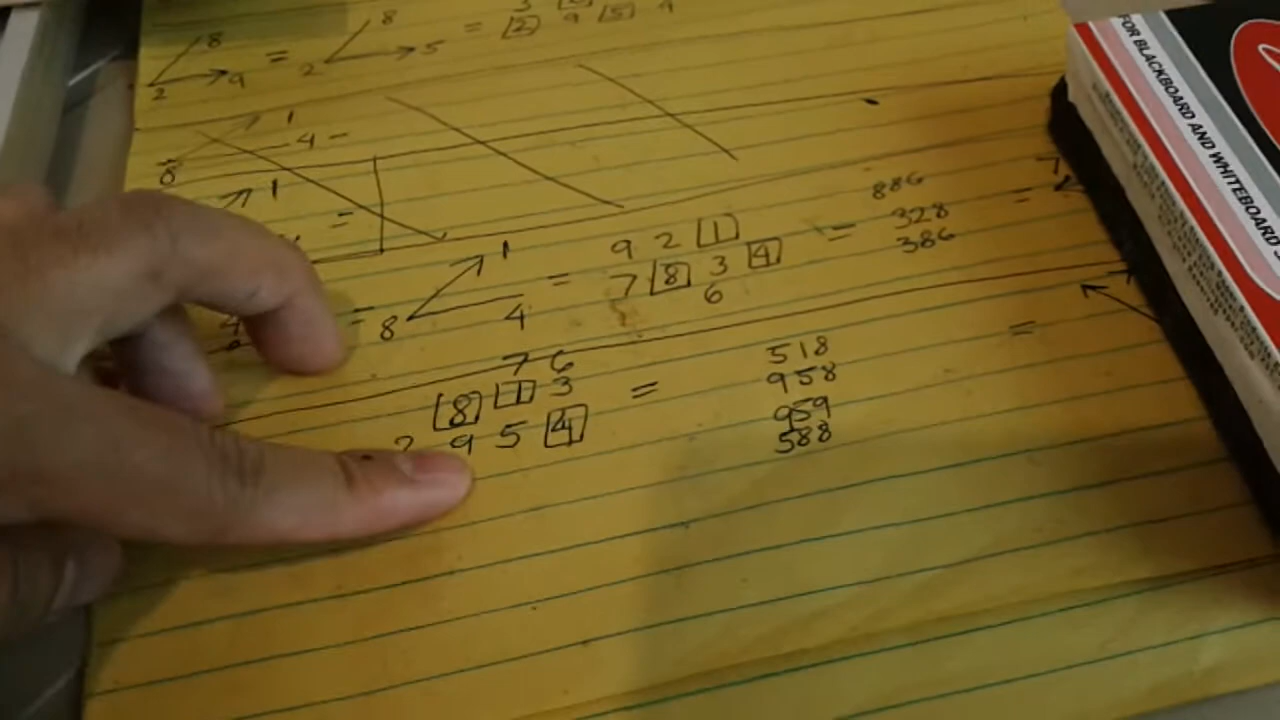 8 = 8 = 3
2 9 2 5 [2] 9 [5] 9
1
4 -
1 =
= 8 1 4 = 9 2 [1] = 886 =
7 [8] 3 [4] 328
6 386
7 6 = 518 =
[8] [1] 3 958
2 9 5 [4] 959
588
FOR BLACKBOARD AND WHITEBOARD